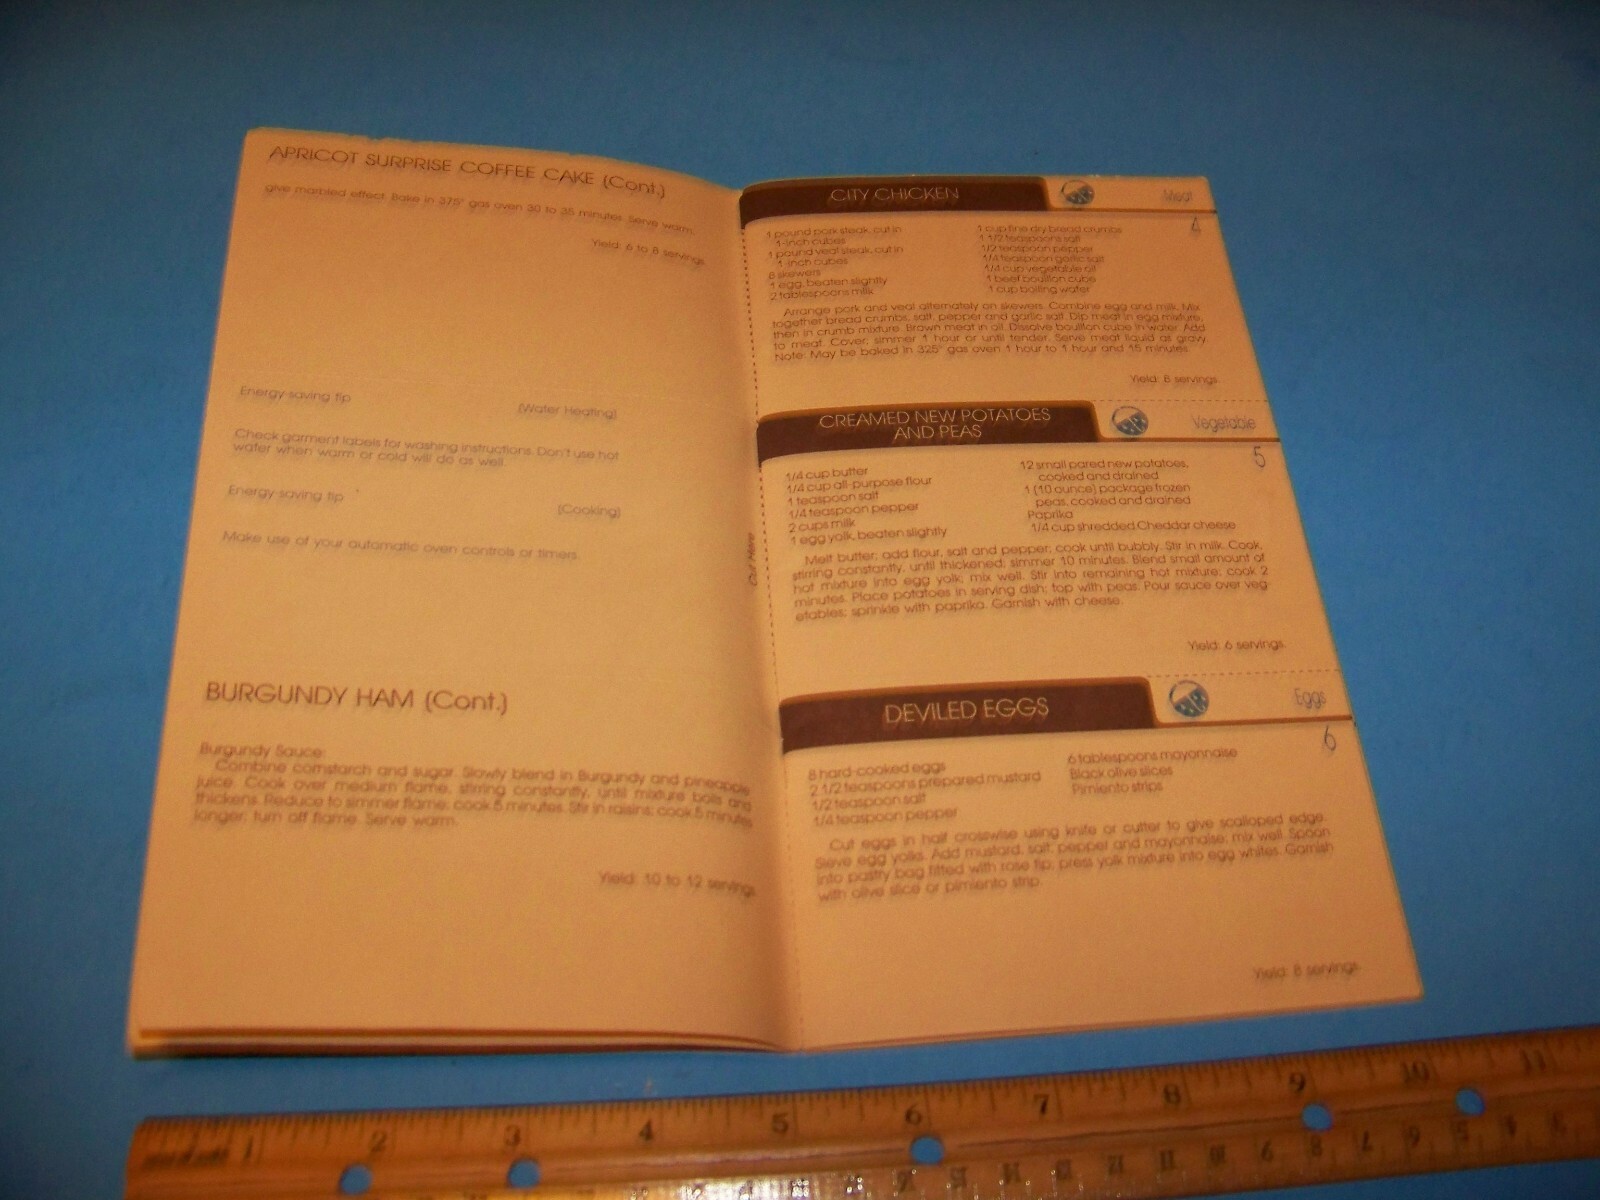 APRICOT SURPRISE COFFEE CAKE (Cont.)
give marbled effect. Bake in 375° gas oven 30 to 35 minutes. Serve warm.
Yield: 6 to 8 servings.
Energy-saving tip
(Water Heating)
Check garment labels for washing instructions. Don't use hot
water when warm or cold will do as well.
Energy-saving tip
(Cooking)
Make use of your automatic oven controls or timers.
BURGUNDY HAM (Cont.)
Burgundy Sauce:
Combine cornstarch and sugar. Slowly blend in Burgundy and pineapple
juice. Cook over medium flame, stirring constantly, until mixture boils and
thickens. Reduce to simmer flame; cook 5 minutes. Stir in raisins; cook 5 minutes
longer; turn off flame. Serve warm.
Yield: 10 to 12 servings.
Cut Here
CITY CHICKEN
Meat
4
1 pound pork steak, cut in
1-inch cubes
1 pound veal steak, cut in
1-inch cubes
8 skewers
1 egg, beaten slightly
2 tablespoons milk
1 cup fine dry bread crumbs
1 1/2 teaspoons salt
1/2 teaspoon pepper
1/4 teaspoon garlic salt
1/4 cup vegetable oil
1 beef bouillon cube
1 cup boiling water
Arrange pork and veal alternately on skewers. Combine egg and milk. Mix
together bread crumbs, salt, pepper and garlic salt. Dip meat in egg mixture,
then in crumb mixture. Brown meat in oil. Dissolve bouillon cube in water. Add
to meat. Cover; simmer 1 hour or until tender. Serve meat liquid as gravy.
Note: May be baked in 325° gas oven 1 hour to 1 hour and 15 minutes.
Yield: 8 servings.
CREAMED NEW POTATOES
AND PEAS
Vegetable
5
1/4 cup butter
1/4 cup all-purpose flour
1 teaspoon salt
1/4 teaspoon pepper
2 cups milk
1 egg yolk, beaten slightly
12 small pared new potatoes,
cooked and drained
1 (10 ounce) package frozen
peas, cooked and drained
Paprika
1/4 cup shredded Cheddar cheese
Melt butter; add flour, salt and pepper; cook until bubbly. Stir in milk. Cook,
stirring constantly, until thickened; simmer 10 minutes. Blend small amount of
hot mixture into egg yolk; mix well. Stir into remaining hot mixture; cook 2
minutes. Place potatoes in serving dish; top with peas. Pour sauce over veg-
etables; sprinkle with paprika. Garnish with cheese.
Yield: 6 servings.
DEVILED EGGS
Eggs
6
8 hard-cooked eggs
2 1/2 teaspoons prepared mustard
1/2 teaspoon salt
1/4 teaspoon pepper
6 tablespoons mayonnaise
Black olive slices
Pimiento strips
Cut eggs in half crosswise using knife or cutter to give scalloped edge.
Sieve egg yolks. Add mustard, salt, pepper and mayonnaise; mix well. Spoon
into pastry bag fitted with rose tip; press yolk mixture into egg whites. Garnish
with olive slice or pimiento strip.
Yield: 8 servings.
1 2 3 4 5 6 7 8 9 10 11